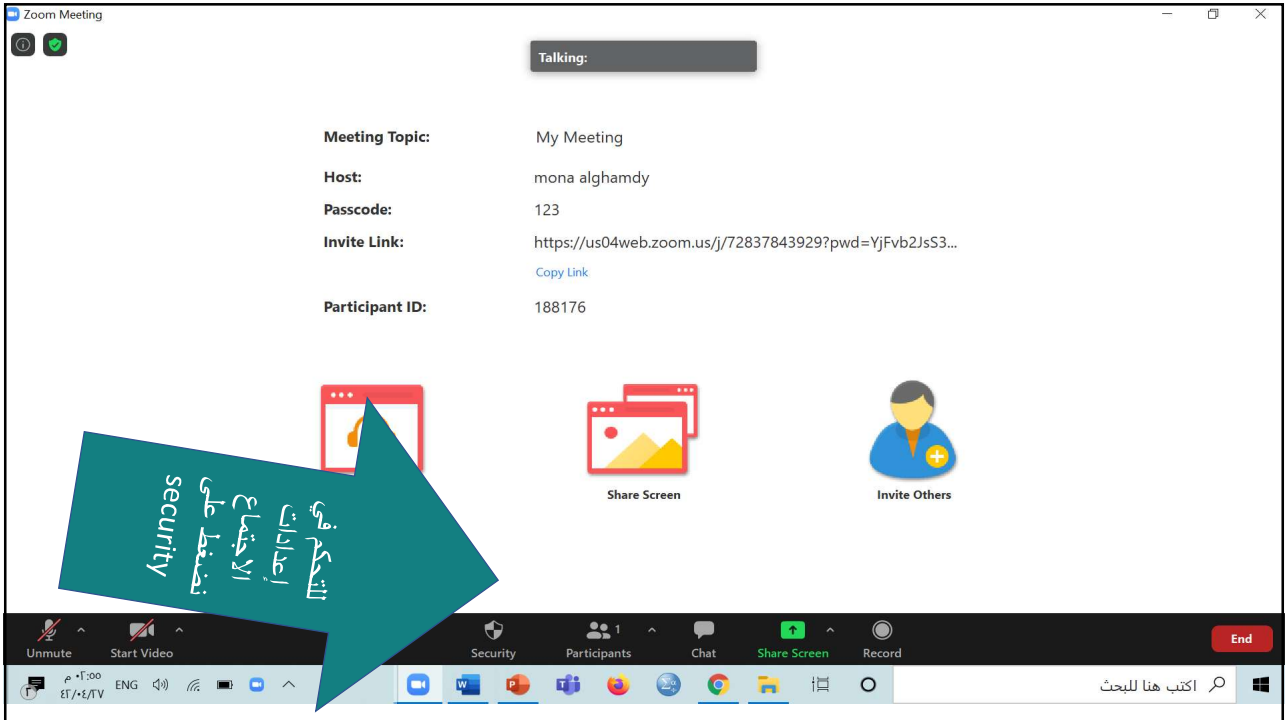 Zoom Meeting
Talking:
Meeting Topic: My Meeting
Host: mona alghamdy
Passcode: 123
Invite Link: https://us04web.zoom.us/j/72837843929?pwd=YjFvb2JsS3...
Copy Link
Participant ID: 188176
Share Screen
Invite Others
للتحكم في
إعدادات
الاجتماع
نضغط على
security
Unmute
Start Video
Security
Participants
1
Chat
Share Screen
Record
End
ENG
اكتب هنا للبحث